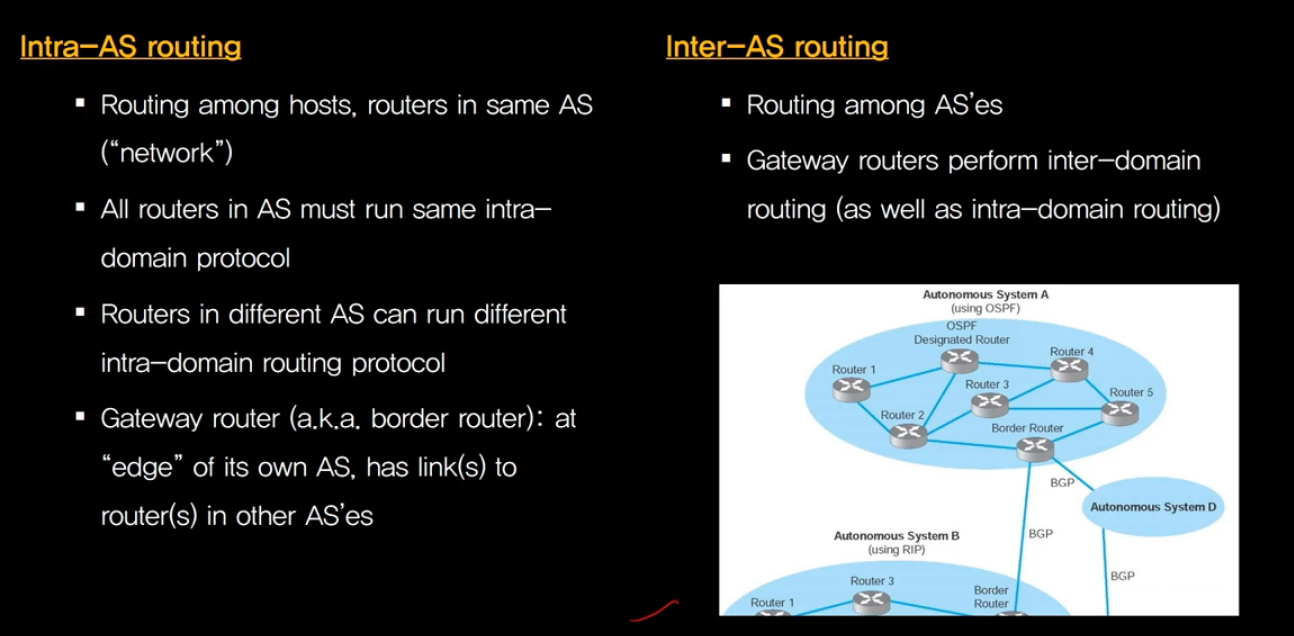 Intra-AS routing
▪ Routing among hosts, routers in same AS
(“network”)
▪ All routers in AS must run same intra-
domain protocol
▪ Routers in different AS can run different
intra-domain routing protocol
▪ Gateway router (a.k.a. border router): at
“edge” of its own AS, has link(s) to
router(s) in other AS’es
Inter-AS routing
▪ Routing among AS’es
▪ Gateway routers perform inter-domain
routing (as well as intra-domain routing)
Autonomous System A
(using OSPF)
OSPF
Designated Router
Router 4
Router 1
Router 3
Router 5
Router 2
Border Router
BGP
Autonomous System D
BGP
Autonomous System B
(using RIP)
BGP
Router 3
Border
Router
Router 1